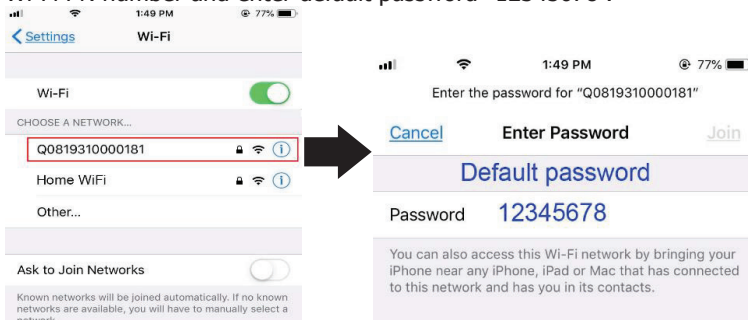 1:49 PM 77%
Settings Wi-Fi
Wi-Fi
CHOOSE A NETWORK...
Q0819310000181
Home WiFi
Other...
Ask to Join Networks
Known networks will be joined automatically. If no known
networks are available, you will have to manually select a
1:49 PM 77%
Enter the password for “Q0819310000181”
Cancel Enter Password Join
Default password
Password 12345678
You can also access this Wi-Fi network by bringing your
iPhone near any iPhone, iPad or Mac that has connected
to this network and has you in its contacts.